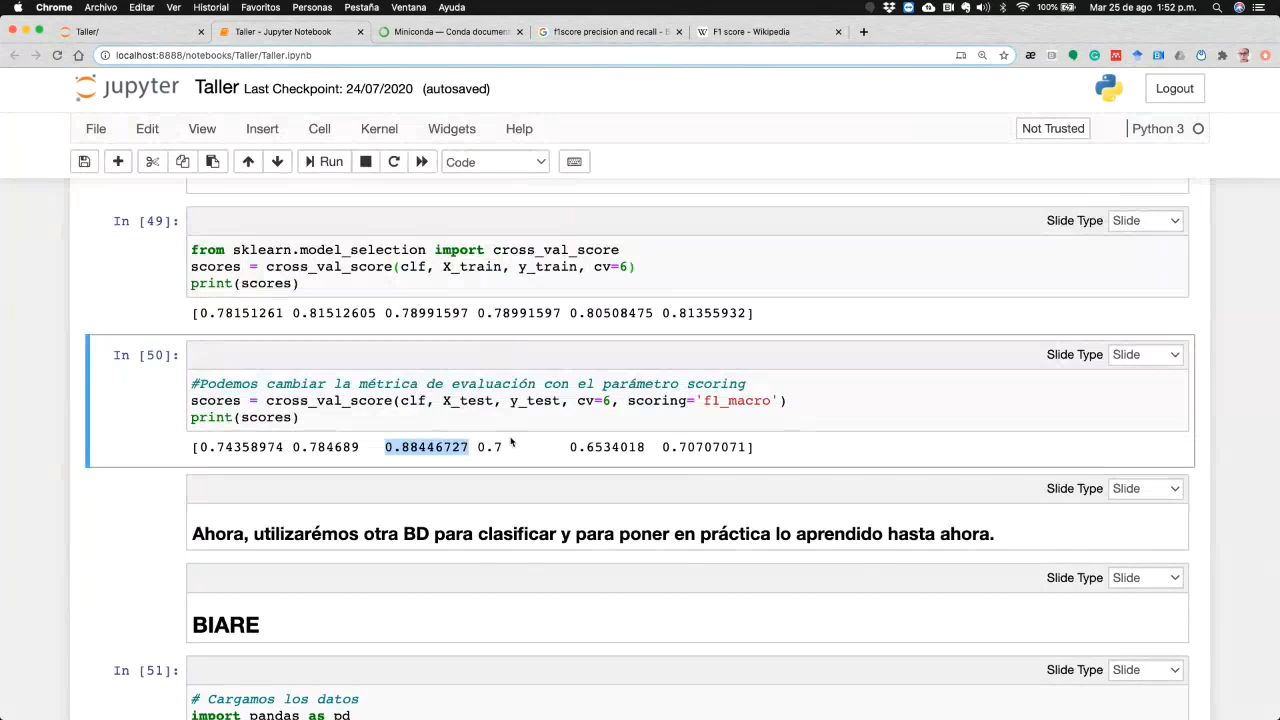 Chrome Archivo Editar Ver Historial Favoritos Personas Pestaña Ventana Ayuda 100% Mar 25 de ago 1:52 p.m.
Taller/ Taller - Jupyter Notebook Miniconda — Conda document f1score precision and recall - B F1 score - Wikipedia
localhost:8888/notebooks/Taller/Taller.ipynb
jupyter Taller Last Checkpoint: 24/07/2020 (autosaved) Logout
File Edit View Insert Cell Kernel Widgets Help Not Trusted Python 3
Run Code
In [49]: Slide Type Slide
from sklearn.model_selection import cross_val_score
scores = cross_val_score(clf, X_train, y_train, cv=6)
print(scores)
[0.78151261 0.81512605 0.78991597 0.78991597 0.80508475 0.81355932]
In [50]: Slide Type Slide
#Podemos cambiar la métrica de evaluación con el parámetro scoring
scores = cross_val_score(clf, X_test, y_test, cv=6, scoring='f1_macro')
print(scores)
[0.74358974 0.784689 0.88446727 0.7 0.6534018 0.70707071]
Slide Type Slide
Ahora, utilizarémos otra BD para clasificar y para poner en práctica lo aprendido hasta ahora.
Slide Type Slide
BIARE
In [51]: Slide Type Slide
# Cargamos los datos
import pandas as pd